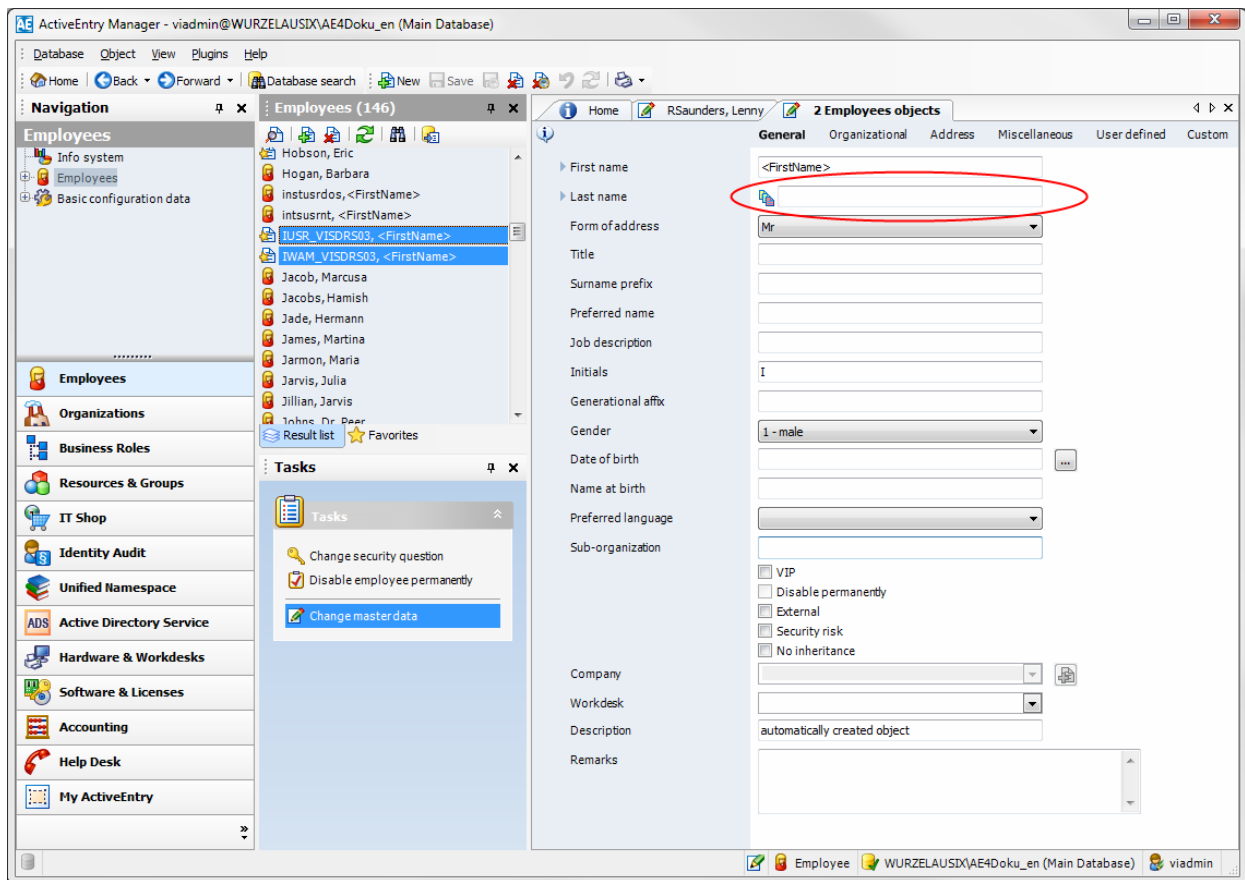 AE ActiveEntry Manager - viadmin@WURZELAUSIX\AE4Doku_en (Main Database)
Database Object View Plugins Help
Home Back Forward Database search New Save
Navigation
Employees
Info system
Employees
Basic configuration data
Employees
Organizations
Business Roles
Resources & Groups
IT Shop
Identity Audit
Unified Namespace
ADS Active Directory Service
Hardware & Workdesks
Software & Licenses
Accounting
Help Desk
My ActiveEntry
Employees (146)
Hobson, Eric
Hogan, Barbara
instusrdos, <FirstName>
intsusrnt, <FirstName>
IUSR_VISDRS03, <FirstName>
IWAM_VISDRS03, <FirstName>
Jacob, Marcusa
Jacobs, Hamish
Jade, Hermann
James, Martina
Jarmon, Maria
Jarvis, Julia
Jillian, Jarvis
Johns, Dr. Peer
Result list Favorites
Tasks
Tasks
Change security question
Disable employee permanently
Change master data
Home RSaunders, Lenny 2 Employees objects
General Organizational Address Miscellaneous User defined Custom
First name <FirstName>
Last name
Form of address Mr
Title
Surname prefix
Preferred name
Job description
Initials I
Generational affix
Gender 1 - male
Date of birth ...
Name at birth
Preferred language
Sub-organization
VIP
Disable permanently
External
Security risk
No inheritance
Company
Workdesk
Description automatically created object
Remarks
Employee WURZELAUSIX\AE4Doku_en (Main Database) viadmin